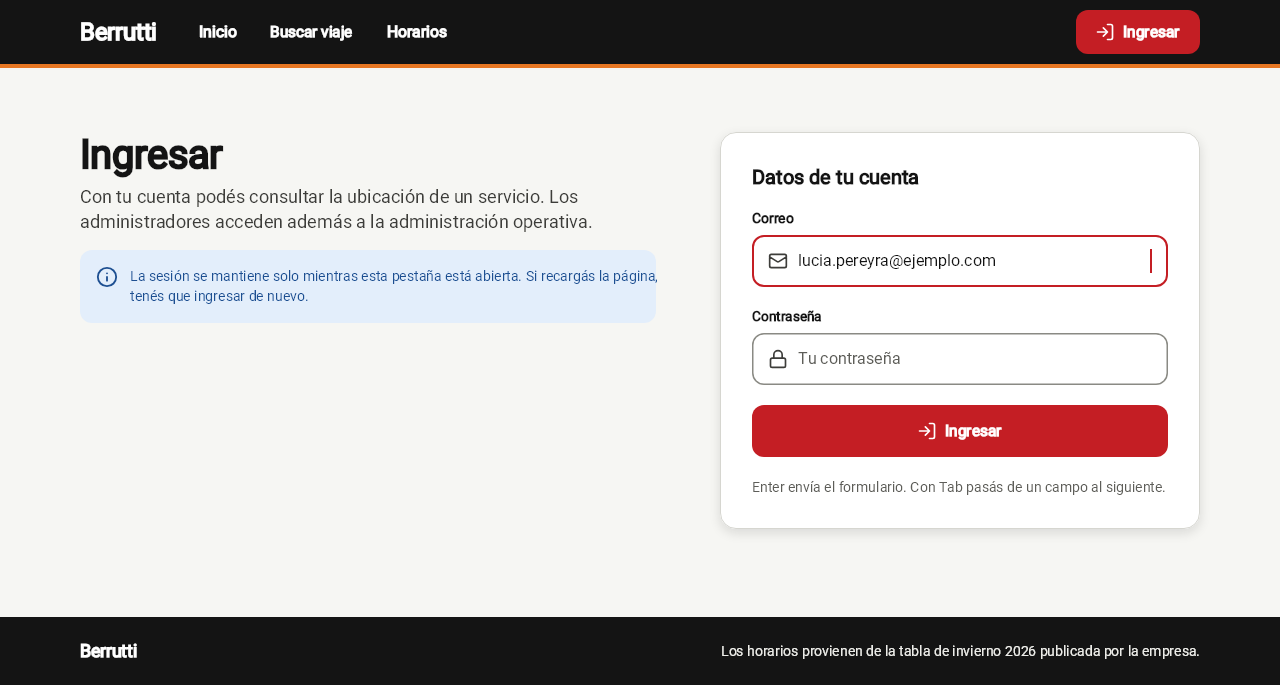 Berrutti
Inicio
Buscar viaje
Horarios
Ingresar
Ingresar
Con tu cuenta podés consultar la ubicación de un servicio. Los
administradores acceden además a la administración operativa.
La sesión se mantiene solo mientras esta pestaña está abierta. Si recargás la página,
tenés que ingresar de nuevo.
Datos de tu cuenta
Correo
lucia.pereyra@ejemplo.com
Contraseña
Tu contraseña
Ingresar
Enter envía el formulario. Con Tab pasás de un campo al siguiente.
Berrutti
Los horarios provienen de la tabla de invierno 2026 publicada por la empresa.